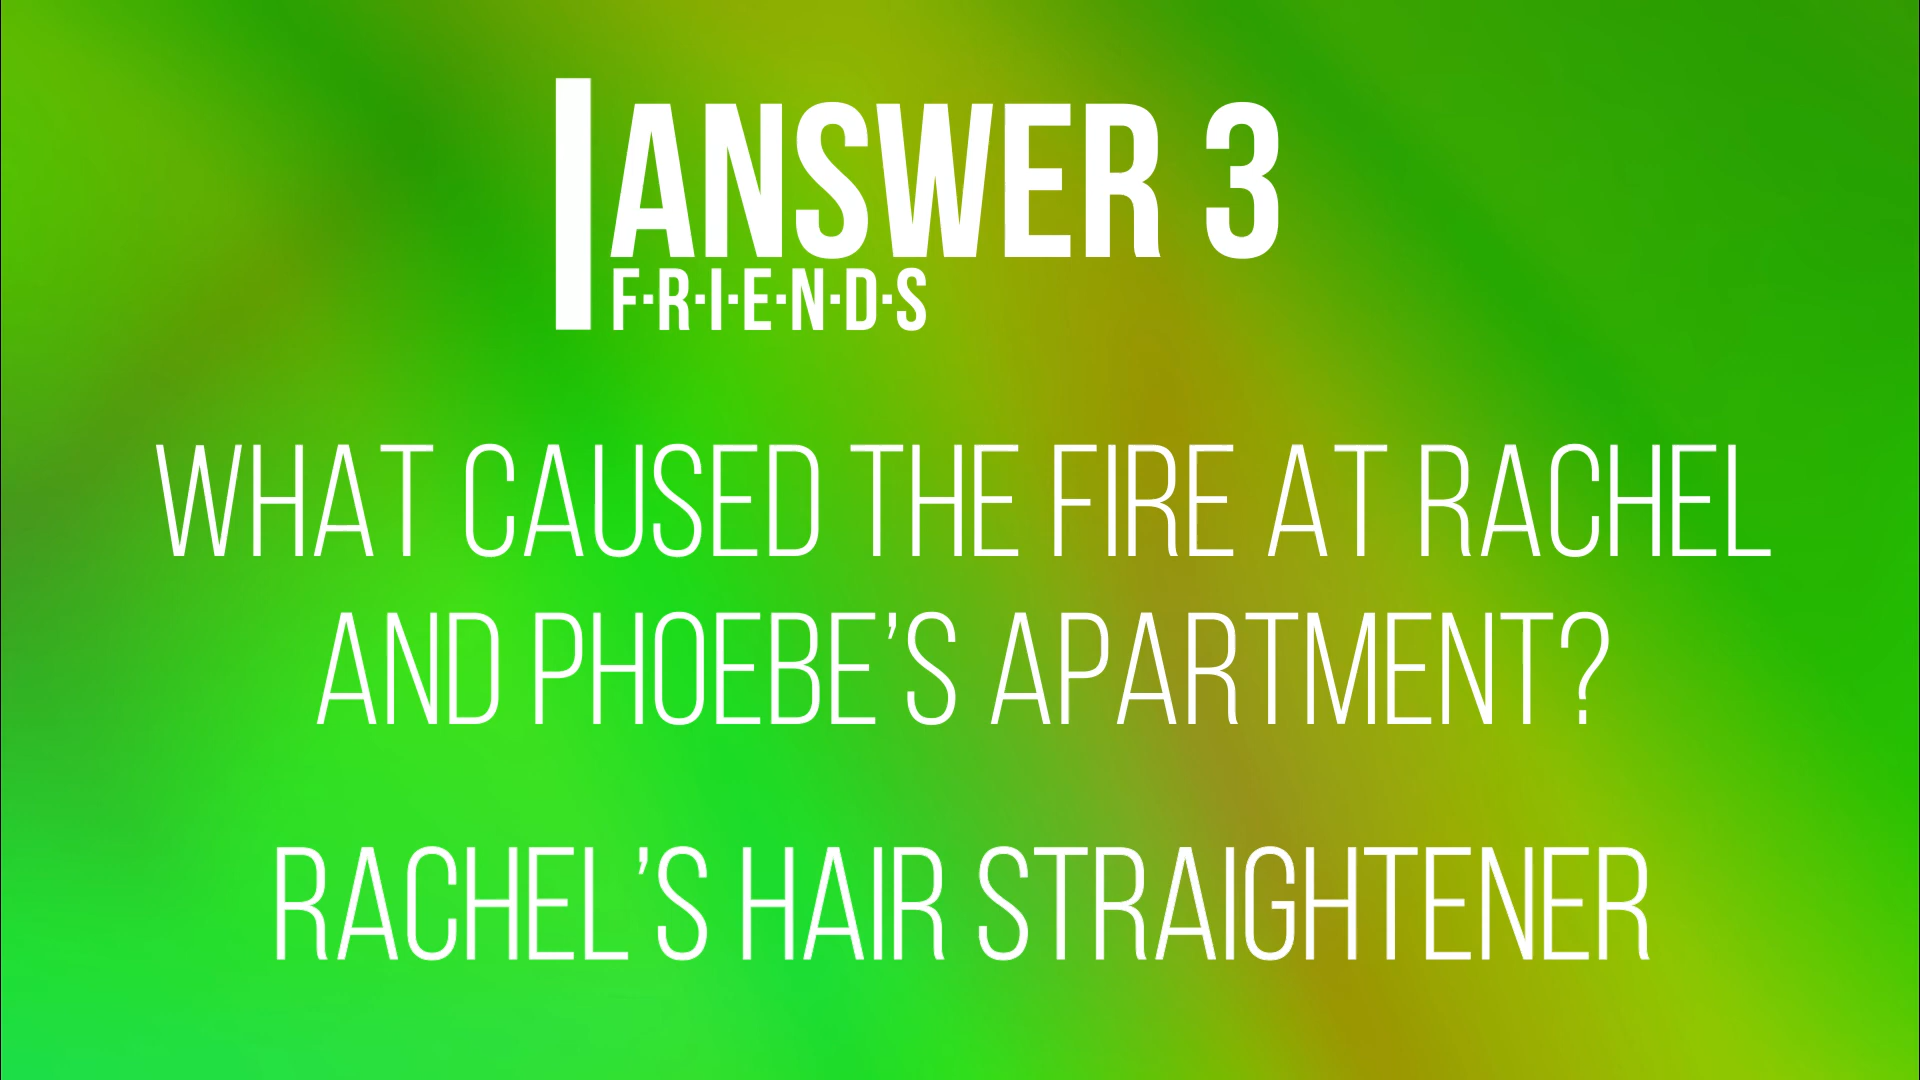 ANSWER 3
F·R·I·E·N·D·S
WHAT CAUSED THE FIRE AT RACHEL
AND PHOEBE’S APARTMENT?
RACHEL’S HAIR STRAIGHTENER